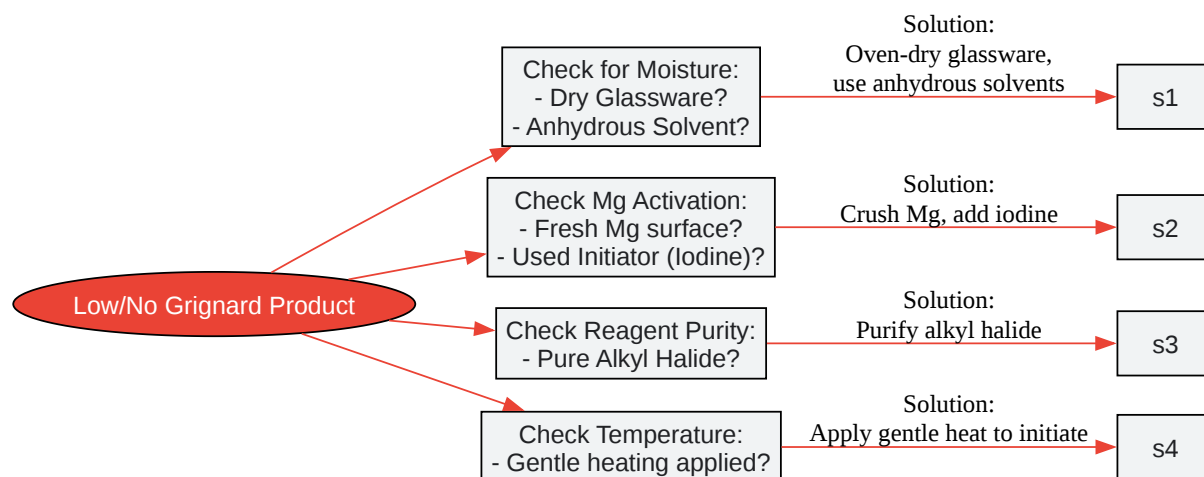 Low/No Grignard Product
Check for Moisture:
- Dry Glassware?
- Anhydrous Solvent?
Solution:
Oven-dry glassware,
use anhydrous solvents
s1
Check Mg Activation:
- Fresh Mg surface?
- Used Initiator (Iodine)?
Solution:
Crush Mg, add iodine
s2
Check Reagent Purity:
- Pure Alkyl Halide?
Solution:
Purify alkyl halide
s3
Check Temperature:
- Gentle heating applied?
Solution:
Apply gentle heat to initiate
s4